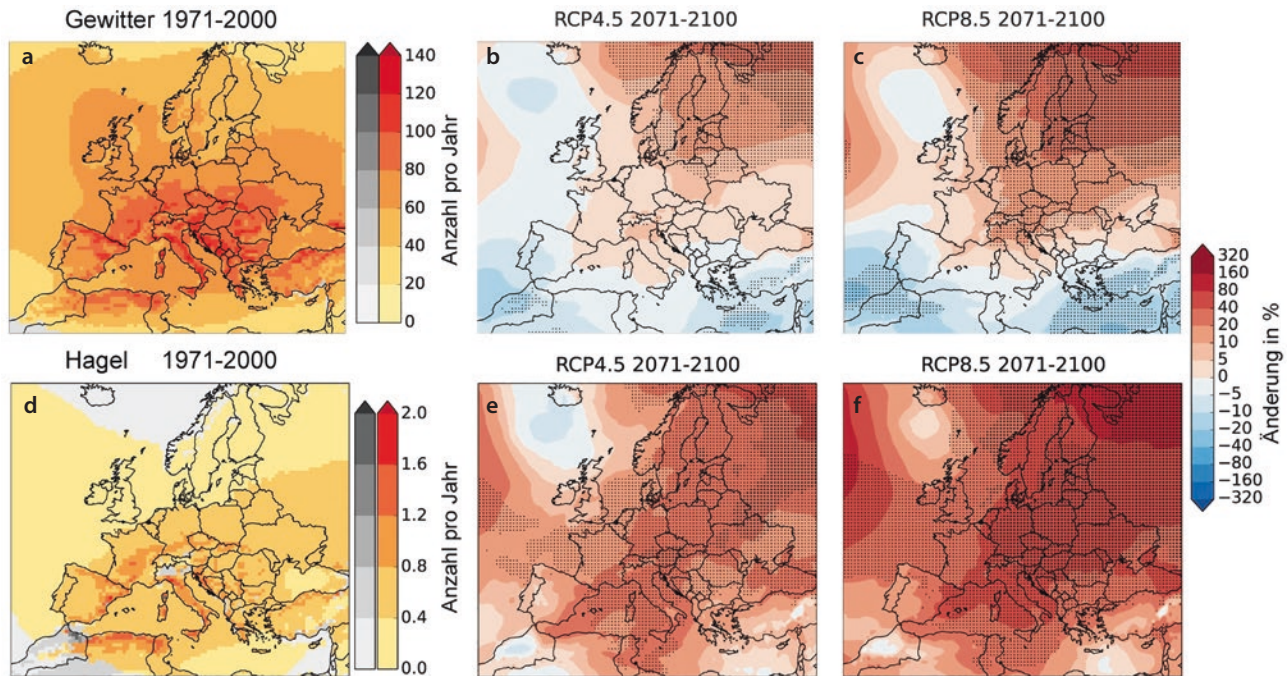 Gewitter 1971-2000
a
140
120
100
80
60
40
20
0
Anzahl pro Jahr
RCP4.5 2071-2100
b
RCP8.5 2071-2100
c
Hagel 1971-2000
d
2.0
1.6
1.2
0.8
0.4
0.0
Anzahl pro Jahr
RCP4.5 2071-2100
e
RCP8.5 2071-2100
f
320
160
80
40
20
10
5
0
−5
−10
−20
−40
−80
−160
−320
Änderung in %